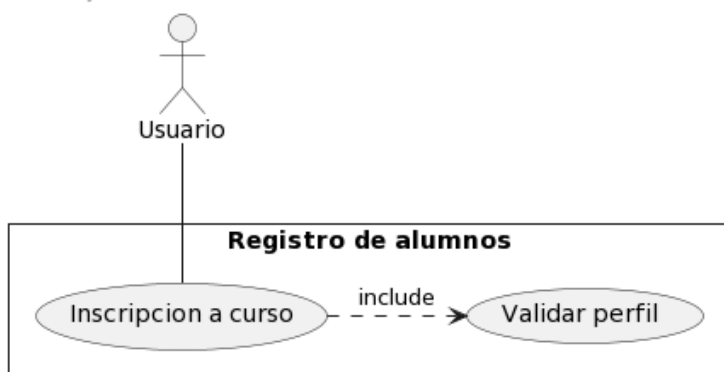 Usuario
Registro de alumnos
include
Inscripcion a curso
Validar perfil